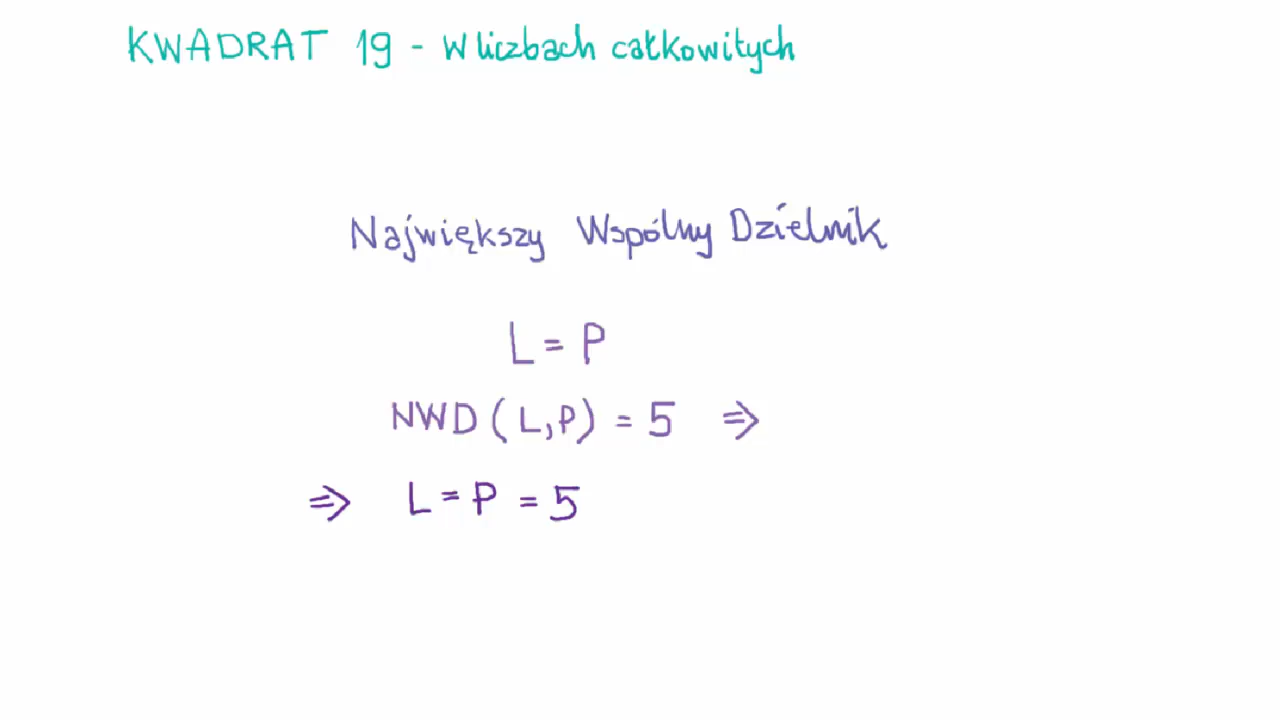 KWADRAT 19 - W liczbach całkowitych
Największy Wspólny Dzielnik
L = P
NWD (L,P) = 5 ⇒
⇒ L = P = 5